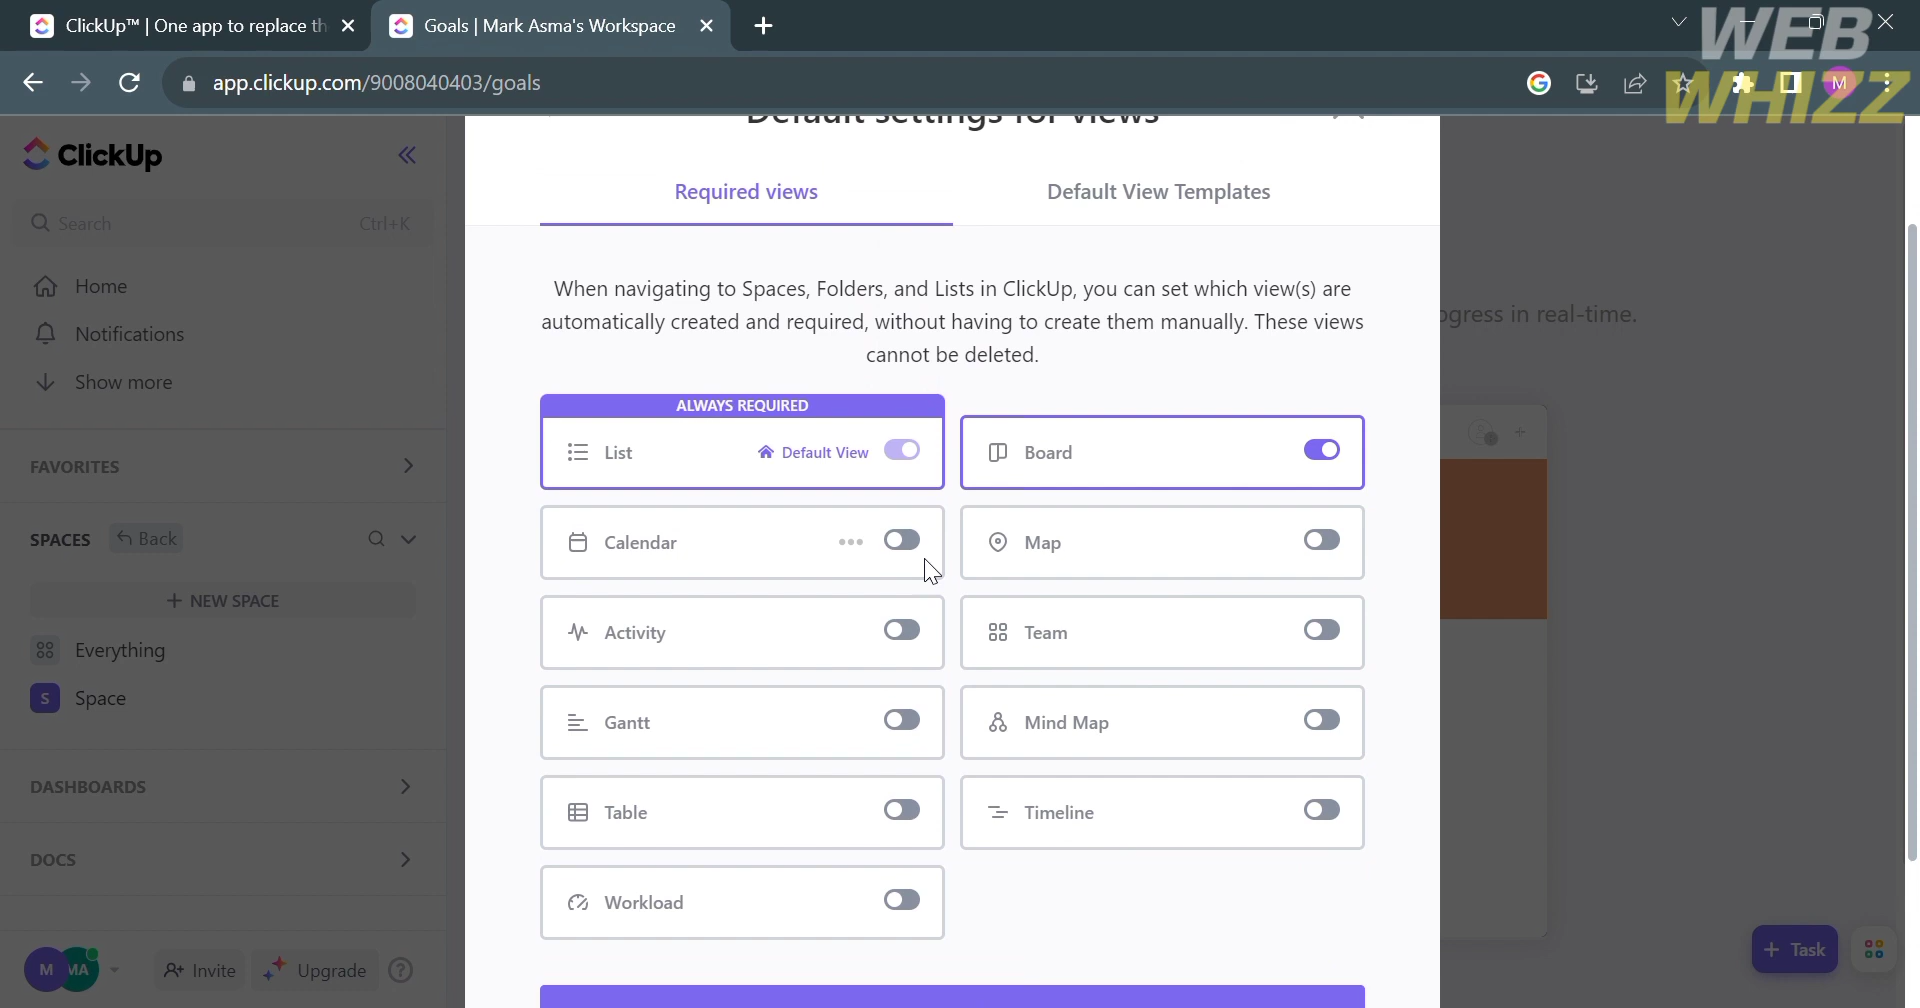 ClickUp™ | One app to replace th
Goals | Mark Asma's Workspace
WEB
WHIZZ
app.clickup.com/9008040403/goals
M
ClickUp
Default settings for views
Search Ctrl+K
Required views
Default View Templates
Home
Notifications
Show more
When navigating to Spaces, Folders, and Lists in ClickUp, you can set which view(s) are
automatically created and required, without having to create them manually. These views
cannot be deleted.
ogress in real-time.
FAVORITES
ALWAYS REQUIRED
List Default View
Board
SPACES Back
Calendar
Map
NEW SPACE
Everything
Activity
Team
S Space
Gantt
Mind Map
DASHBOARDS
Table
Timeline
DOCS
Workload
M MA Invite Upgrade ?
Task